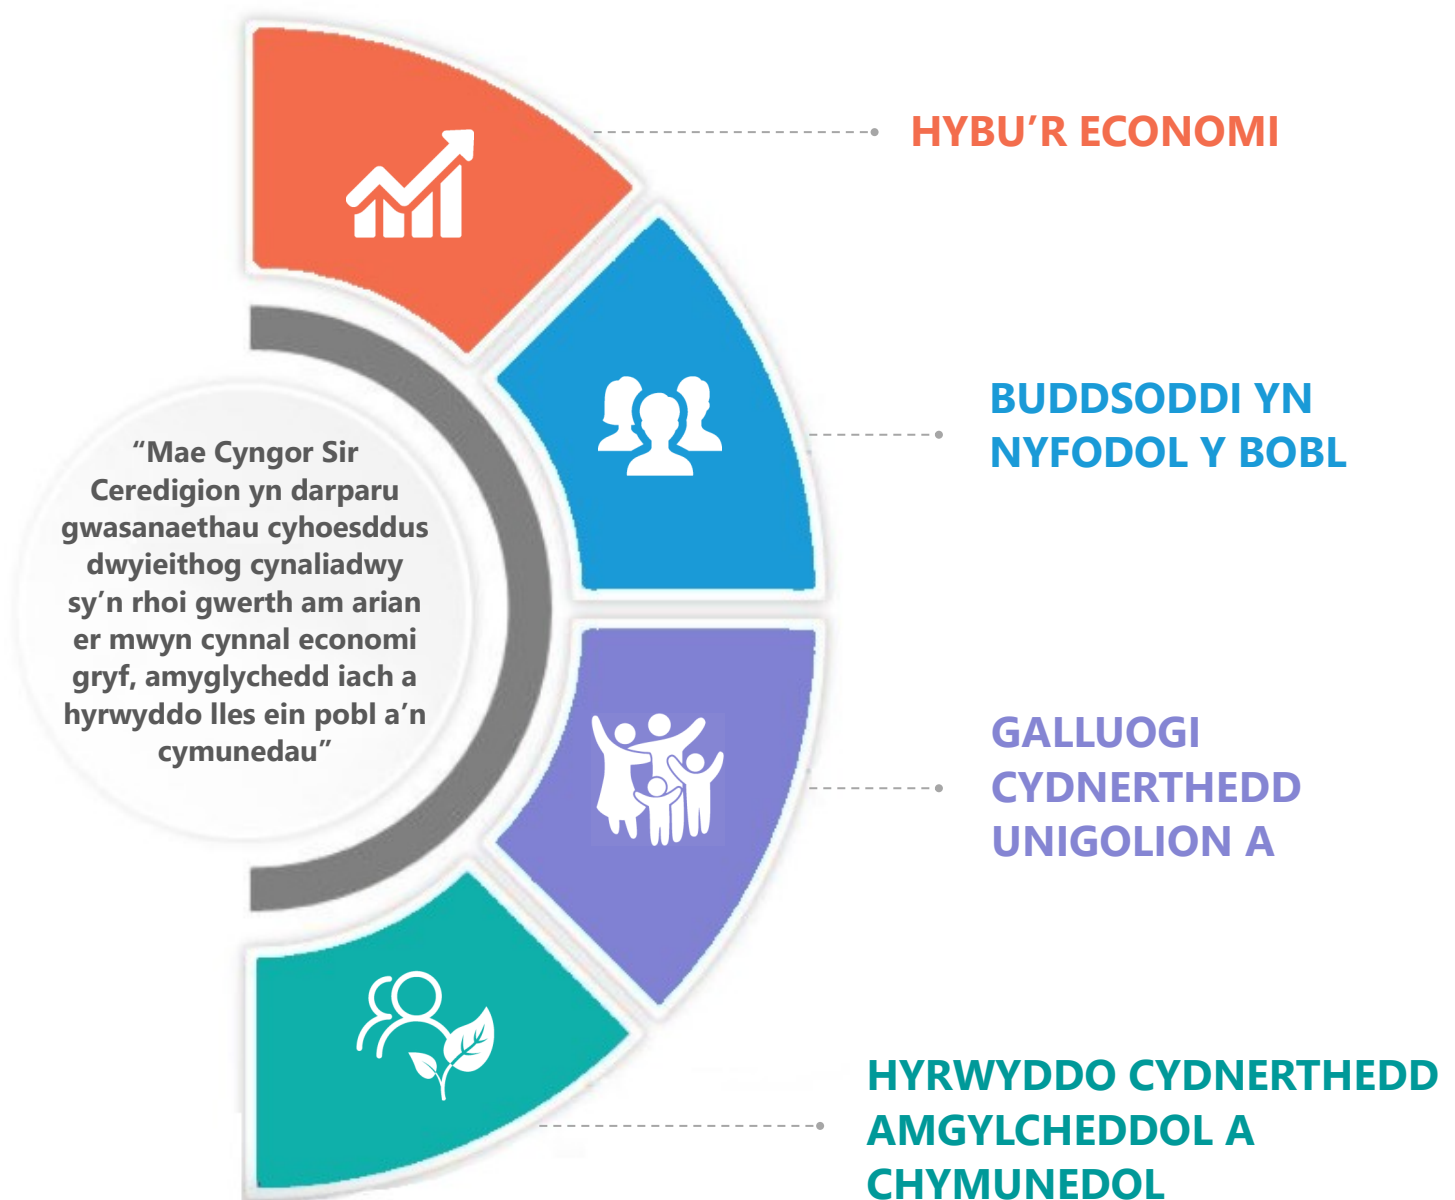 HYBU’R ECONOMI
BUDDSODDI YN
NYFODOL Y BOBL
“Mae Cyngor Sir
Ceredigion yn darparu
gwasanaethau cyhoesddus
dwyieithog cynaliadwy
sy’n rhoi gwerth am arian
er mwyn cynnal economi
gryf, amyglychedd iach a
hyrwyddo lles ein pobl a’n
cymunedau”
GALLUOGI
CYDNERTHEDD
UNIGOLION A
HYRWYDDO CYDNERTHEDD
AMGYLCHEDDOL A
CHYMUNEDOL